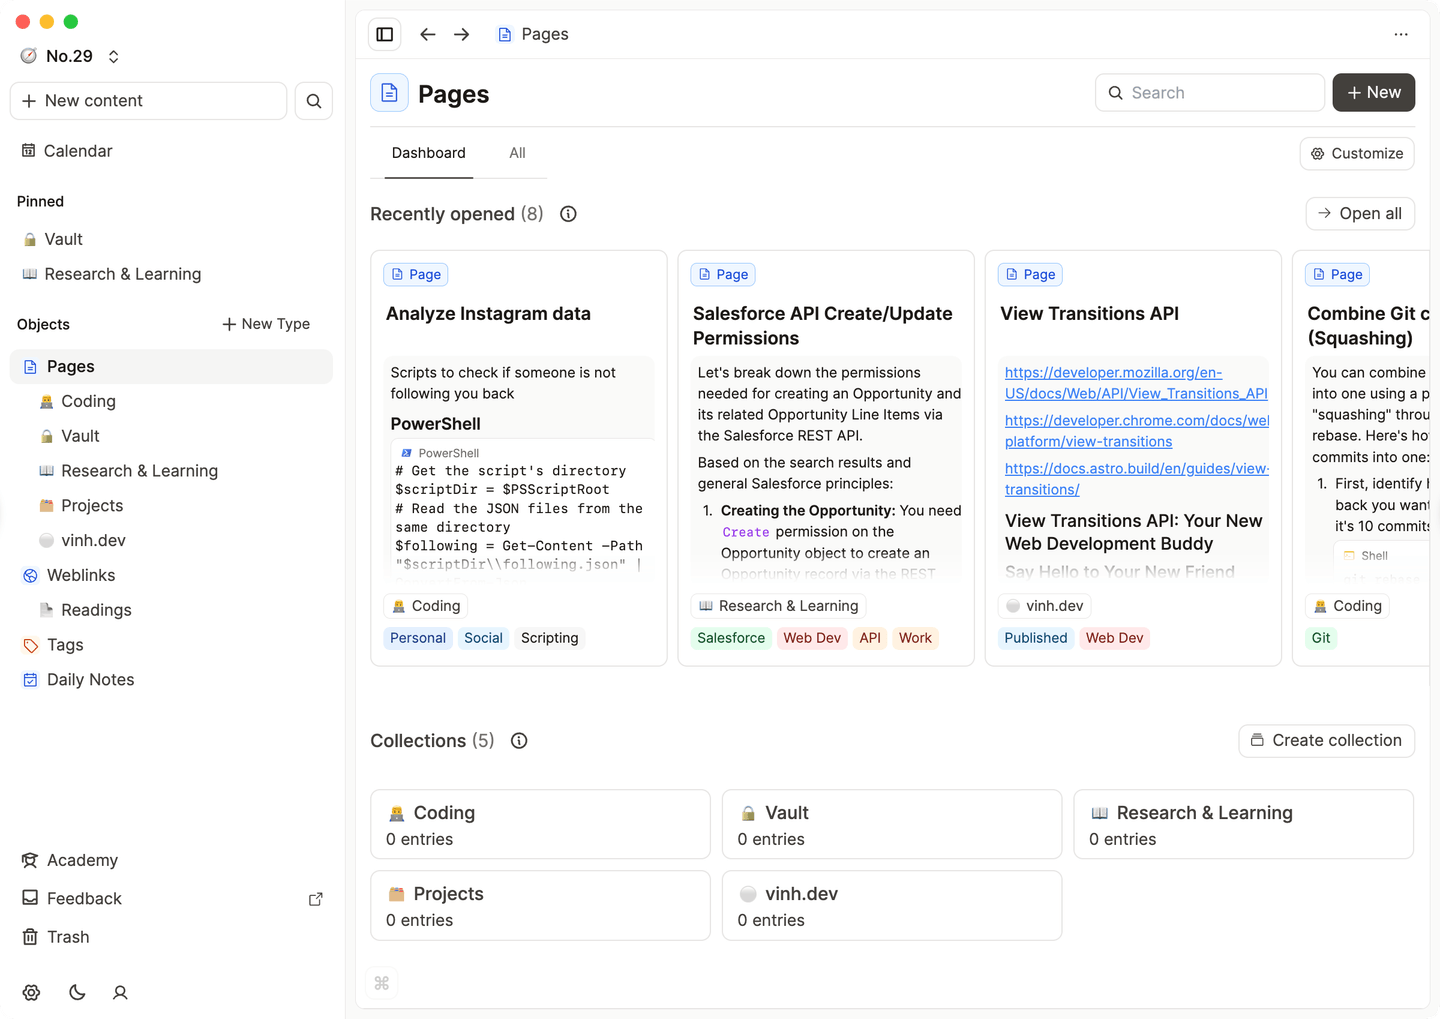 No.29
New content
Calendar
Pinned
Vault
Research & Learning
Objects
New Type
Pages
Coding
Vault
Research & Learning
Projects
vinh.dev
Weblinks
Readings
Tags
Daily Notes
Academy
Feedback
Trash
Pages
Pages
Search
New
Dashboard
All
Customize
Recently opened (8)
Open all
Page
Analyze Instagram data
Scripts to check if someone is not
following you back
PowerShell
PowerShell
# Get the script's directory
$scriptDir = $PSScriptRoot
# Read the JSON files from the
same directory
$following = Get-Content -Path
"$scriptDir\\following.json" |
Coding
Personal Social Scripting
Page
Salesforce API Create/Update
Permissions
Let's break down the permissions
needed for creating an Opportunity and
its related Opportunity Line Items via
the Salesforce REST API.
Based on the search results and
general Salesforce principles:
1. Creating the Opportunity: You need
Create permission on the
Opportunity object to create an
Opportunity record via the REST
Research & Learning
Salesforce Web Dev API Work
Page
View Transitions API
https://developer.mozilla.org/en-
US/docs/Web/API/View_Transitions_API
https://developer.chrome.com/docs/we
platform/view-transitions
https://docs.astro.build/en/guides/view-
transitions/
View Transitions API: Your New
Web Development Buddy
Say Hello to Your New Friend
vinh.dev
Published Web Dev
Page
Combine Git c
(Squashing)
You can combine
into one using a p
"squashing" throu
rebase. Here's ho
commits into one:
1. First, identify h
back you want
it's 10 commits
Shell
git rebase
Coding
Git
Collections (5)
Create collection
Coding
0 entries
Vault
0 entries
Research & Learning
0 entries
Projects
0 entries
vinh.dev
0 entries